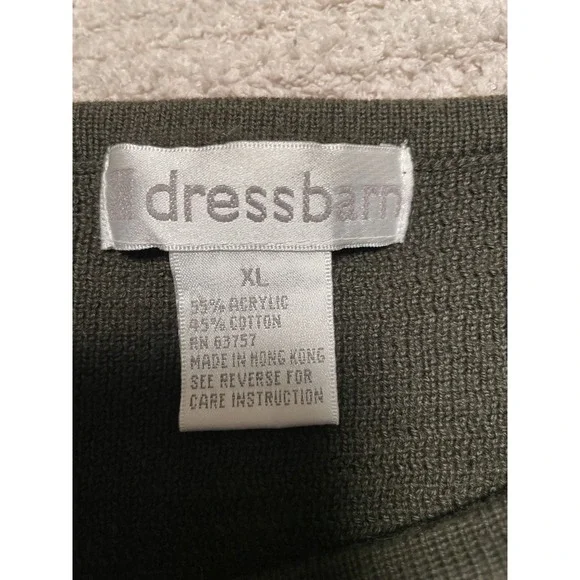 dressbarn
XL
55% ACRYLIC
45% COTTON
RN 63757
MADE IN HONG KONG
SEE REVERSE FOR
CARE INSTRUCTION